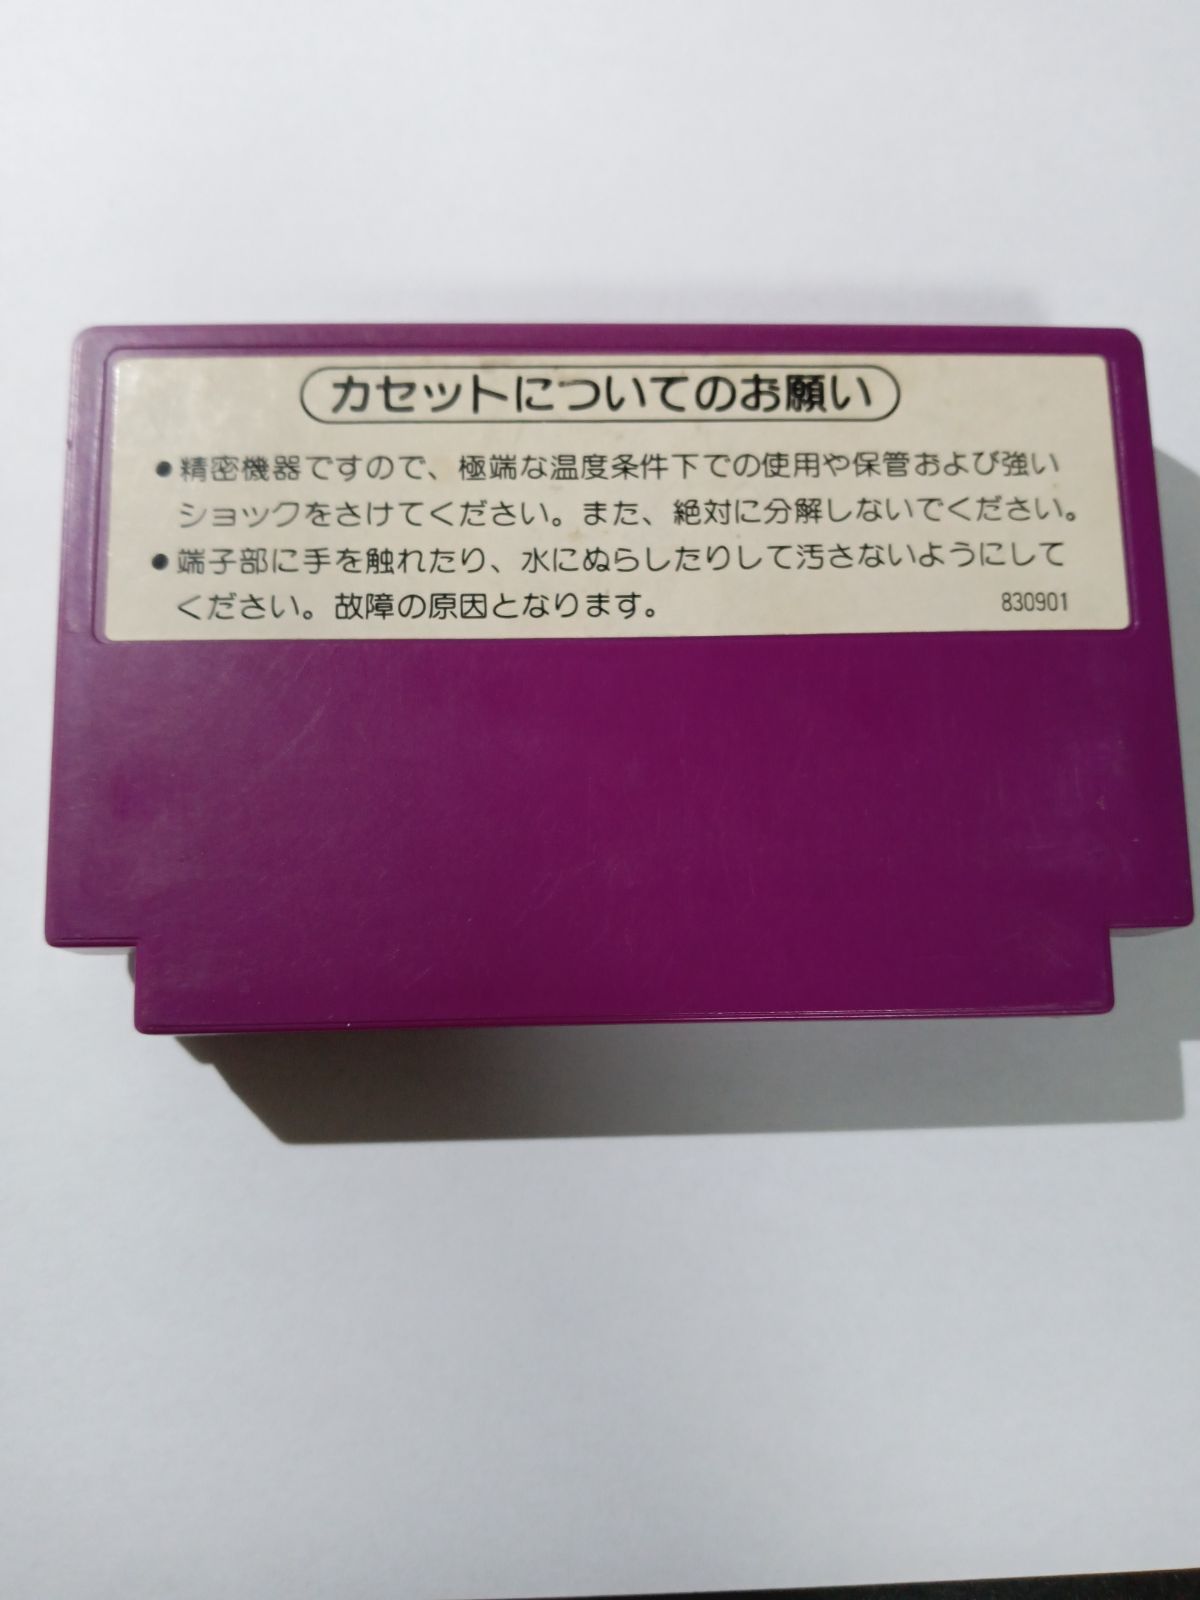 カセットについてのお願い
●精密機器ですので、極端な温度条件下での使用や保管および強い
ショックをさけてください。また、絶対に分解しないでください。
●端子部に手を触れたり、水にぬらしたりして汚さないようにして
ください。故障の原因となります。 830901